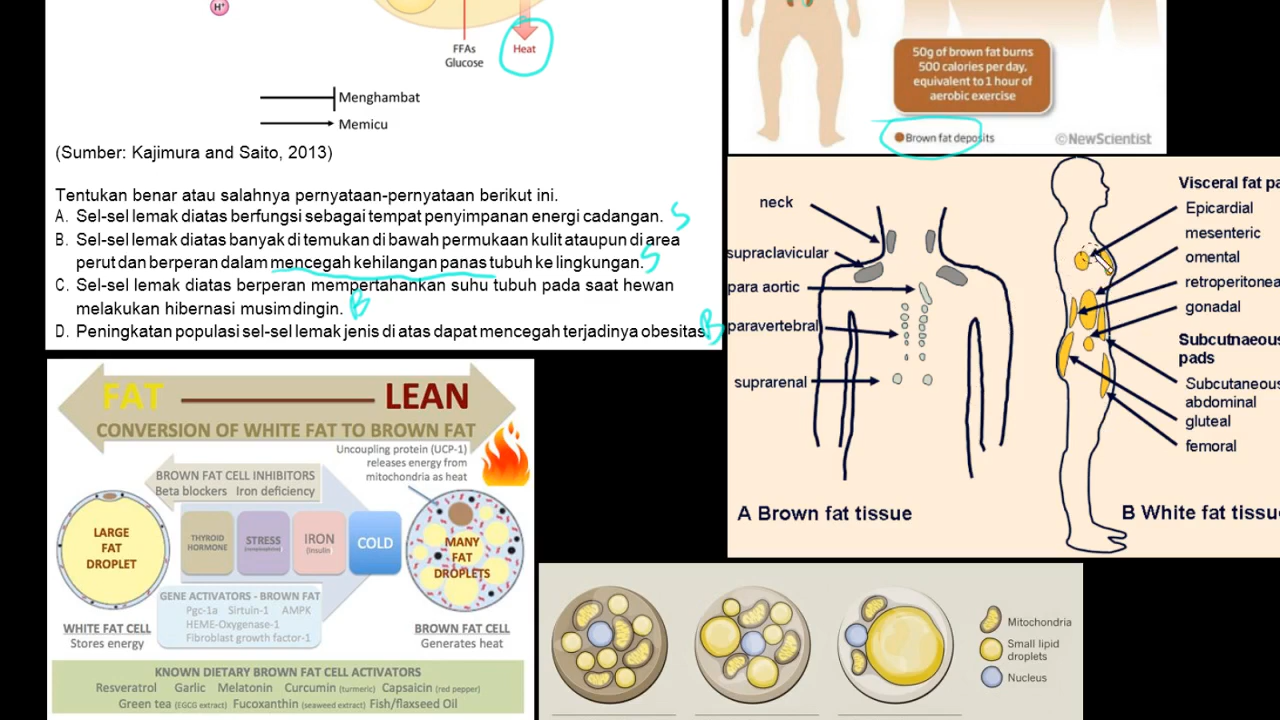 H⁺
FFAs
Glucose
Heat
Menghambat
Memicu
(Sumber: Kajimura and Saito, 2013)
Tentukan benar atau salahnya pernyataan-pernyataan berikut ini.
A. Sel-sel lemak diatas berfungsi sebagai tempat penyimpanan energi cadangan. S
B. Sel-sel lemak diatas banyak di temukan di bawah permukaan kulit ataupun di area
perut dan berperan dalam mencegah kehilangan panas tubuh ke lingkungan. S
C. Sel-sel lemak diatas berperan mempertahankan suhu tubuh pada saat hewan
melakukan hibernasi musim dingin. B
D. Peningkatan populasi sel-sel lemak jenis di atas dapat mencegah terjadinya obesitas. B
50g of brown fat burns
500 calories per day,
equivalent to 1 hour of
aerobic exercise
Brown fat deposits
©NewScientist
neck
supraclavicular
para aortic
paravertebral
suprarenal
A Brown fat tissue
Visceral fat pa
Epicardial
mesenteric
omental
retroperitonea
gonadal
Subcutnaeous
pads
Subcutaneous
abdominal
gluteal
femoral
B White fat tissu
FAT
LEAN
CONVERSION OF WHITE FAT TO BROWN FAT
Uncoupling protein (UCP-1)
releases energy from
mitochondria as heat
BROWN FAT CELL INHIBITORS
Beta blockers Iron deficiency
LARGE
FAT
DROPLET
THYROID
HORMONE
STRESS
(norepinephrine)
IRON
(Insulin)
COLD
MANY
FAT
DROPLETS
GENE ACTIVATORS - BROWN FAT
Pgc-1a Sirtuin-1 AMPK
HEME-Oxygenase-1
Fibroblast growth factor-1
WHITE FAT CELL
Stores energy
BROWN FAT CELL
Generates heat
KNOWN DIETARY BROWN FAT CELL ACTIVATORS
Resveratrol Garlic Melatonin Curcumin (turmeric) Capsaicin (red pepper)
Green tea (EGCG extract) Fucoxanthin (seaweed extract) Fish/flaxseed Oil
Mitochondria
Small lipid
droplets
Nucleus